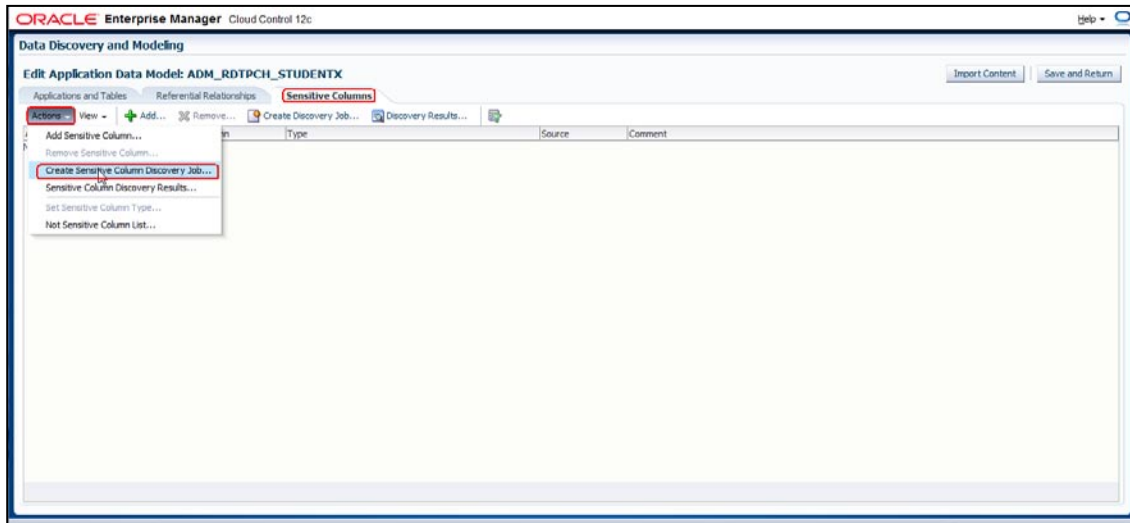 ORACLE Enterprise Manager Cloud Control 12c
Help
Data Discovery and Modeling
Edit Application Data Model: ADM_RDTPCH_STUDENTX
Import Content
Save and Return
Applications and Tables
Referential Relationships
Sensitive Columns
Actions View Add... Remove... Create Discovery Job... Discovery Results...
Type Source Comment
Add Sensitive Column...
Remove Sensitive Column...
Create Sensitive Column Discovery Job...
Sensitive Column Discovery Results...
Set Sensitive Column Type...
Not Sensitive Column List...